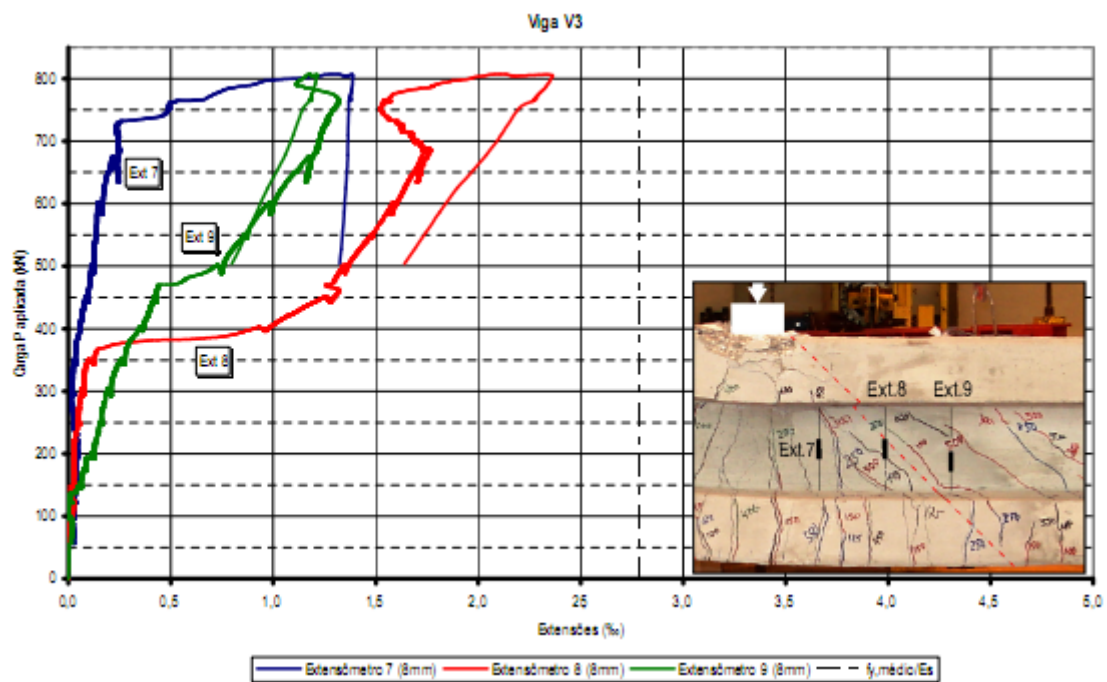 Viga V3
Carga P aplicada (kN)
800
700
600
500
400
300
200
100
0
Ext 7
Ext 9
Ext 8
Ext.8
Ext.9
Ext.7
0,0
0,5
1,0
1,5
2,0
25
3,0
3,5
4,0
4,5
5,0
Extensões (‰)
Extensômetro 7 (8mm)
Extensômetro 8 (8mm)
Extensômetro 9 (8mm)
fy,médio/Es